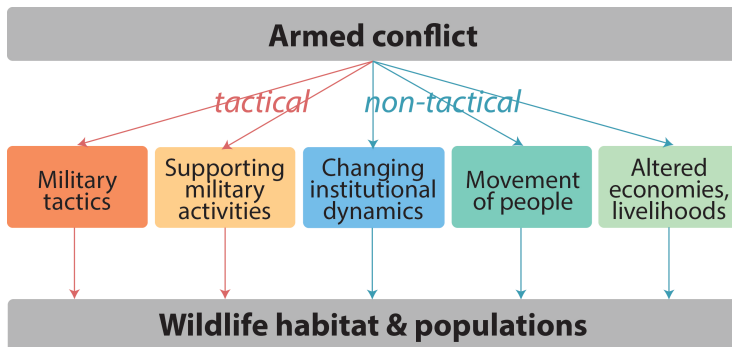 Armed conflict
tactical
non-tactical
Military
tactics
Supporting
military
activities
Changing
institutional
dynamics
Movement
of people
Altered
economies,
livelihoods
Wildlife habitat & populations